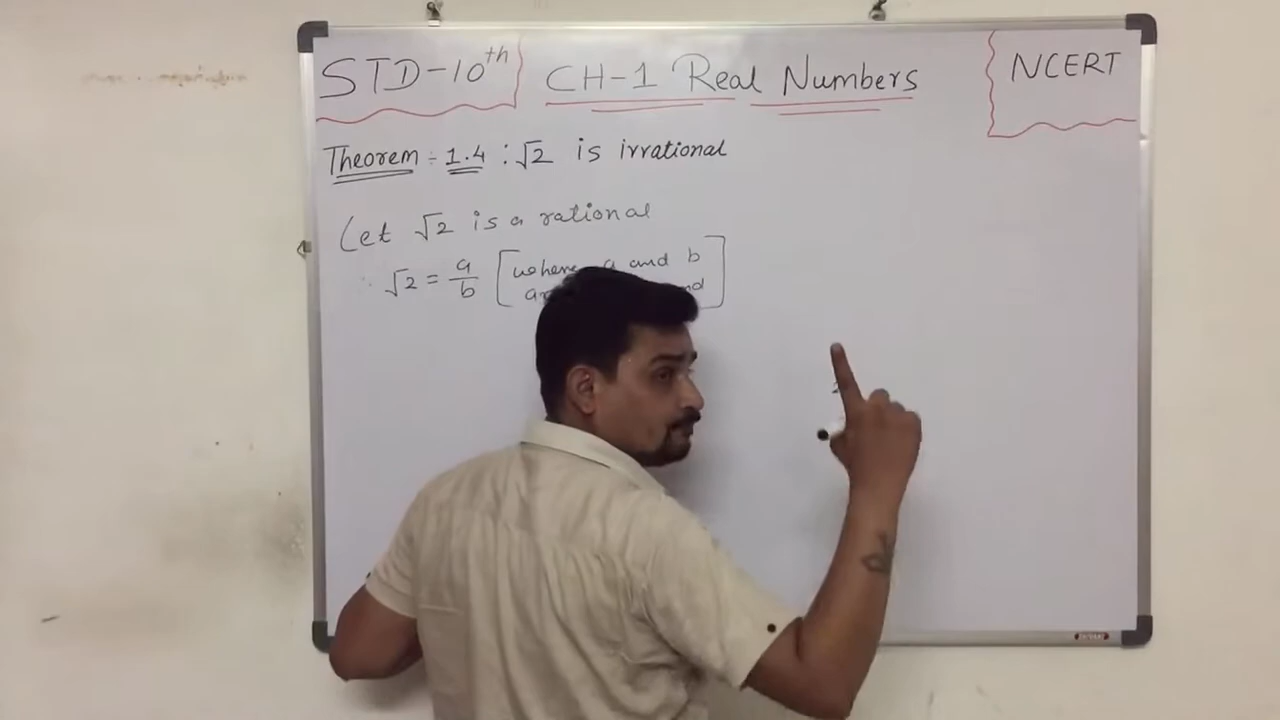 STD-10th
CH-1 Real Numbers
NCERT
Theorem ÷ 1.4 : √2 is irrational
Let √2 is a rational
∴ √2 = a/b [where a and b